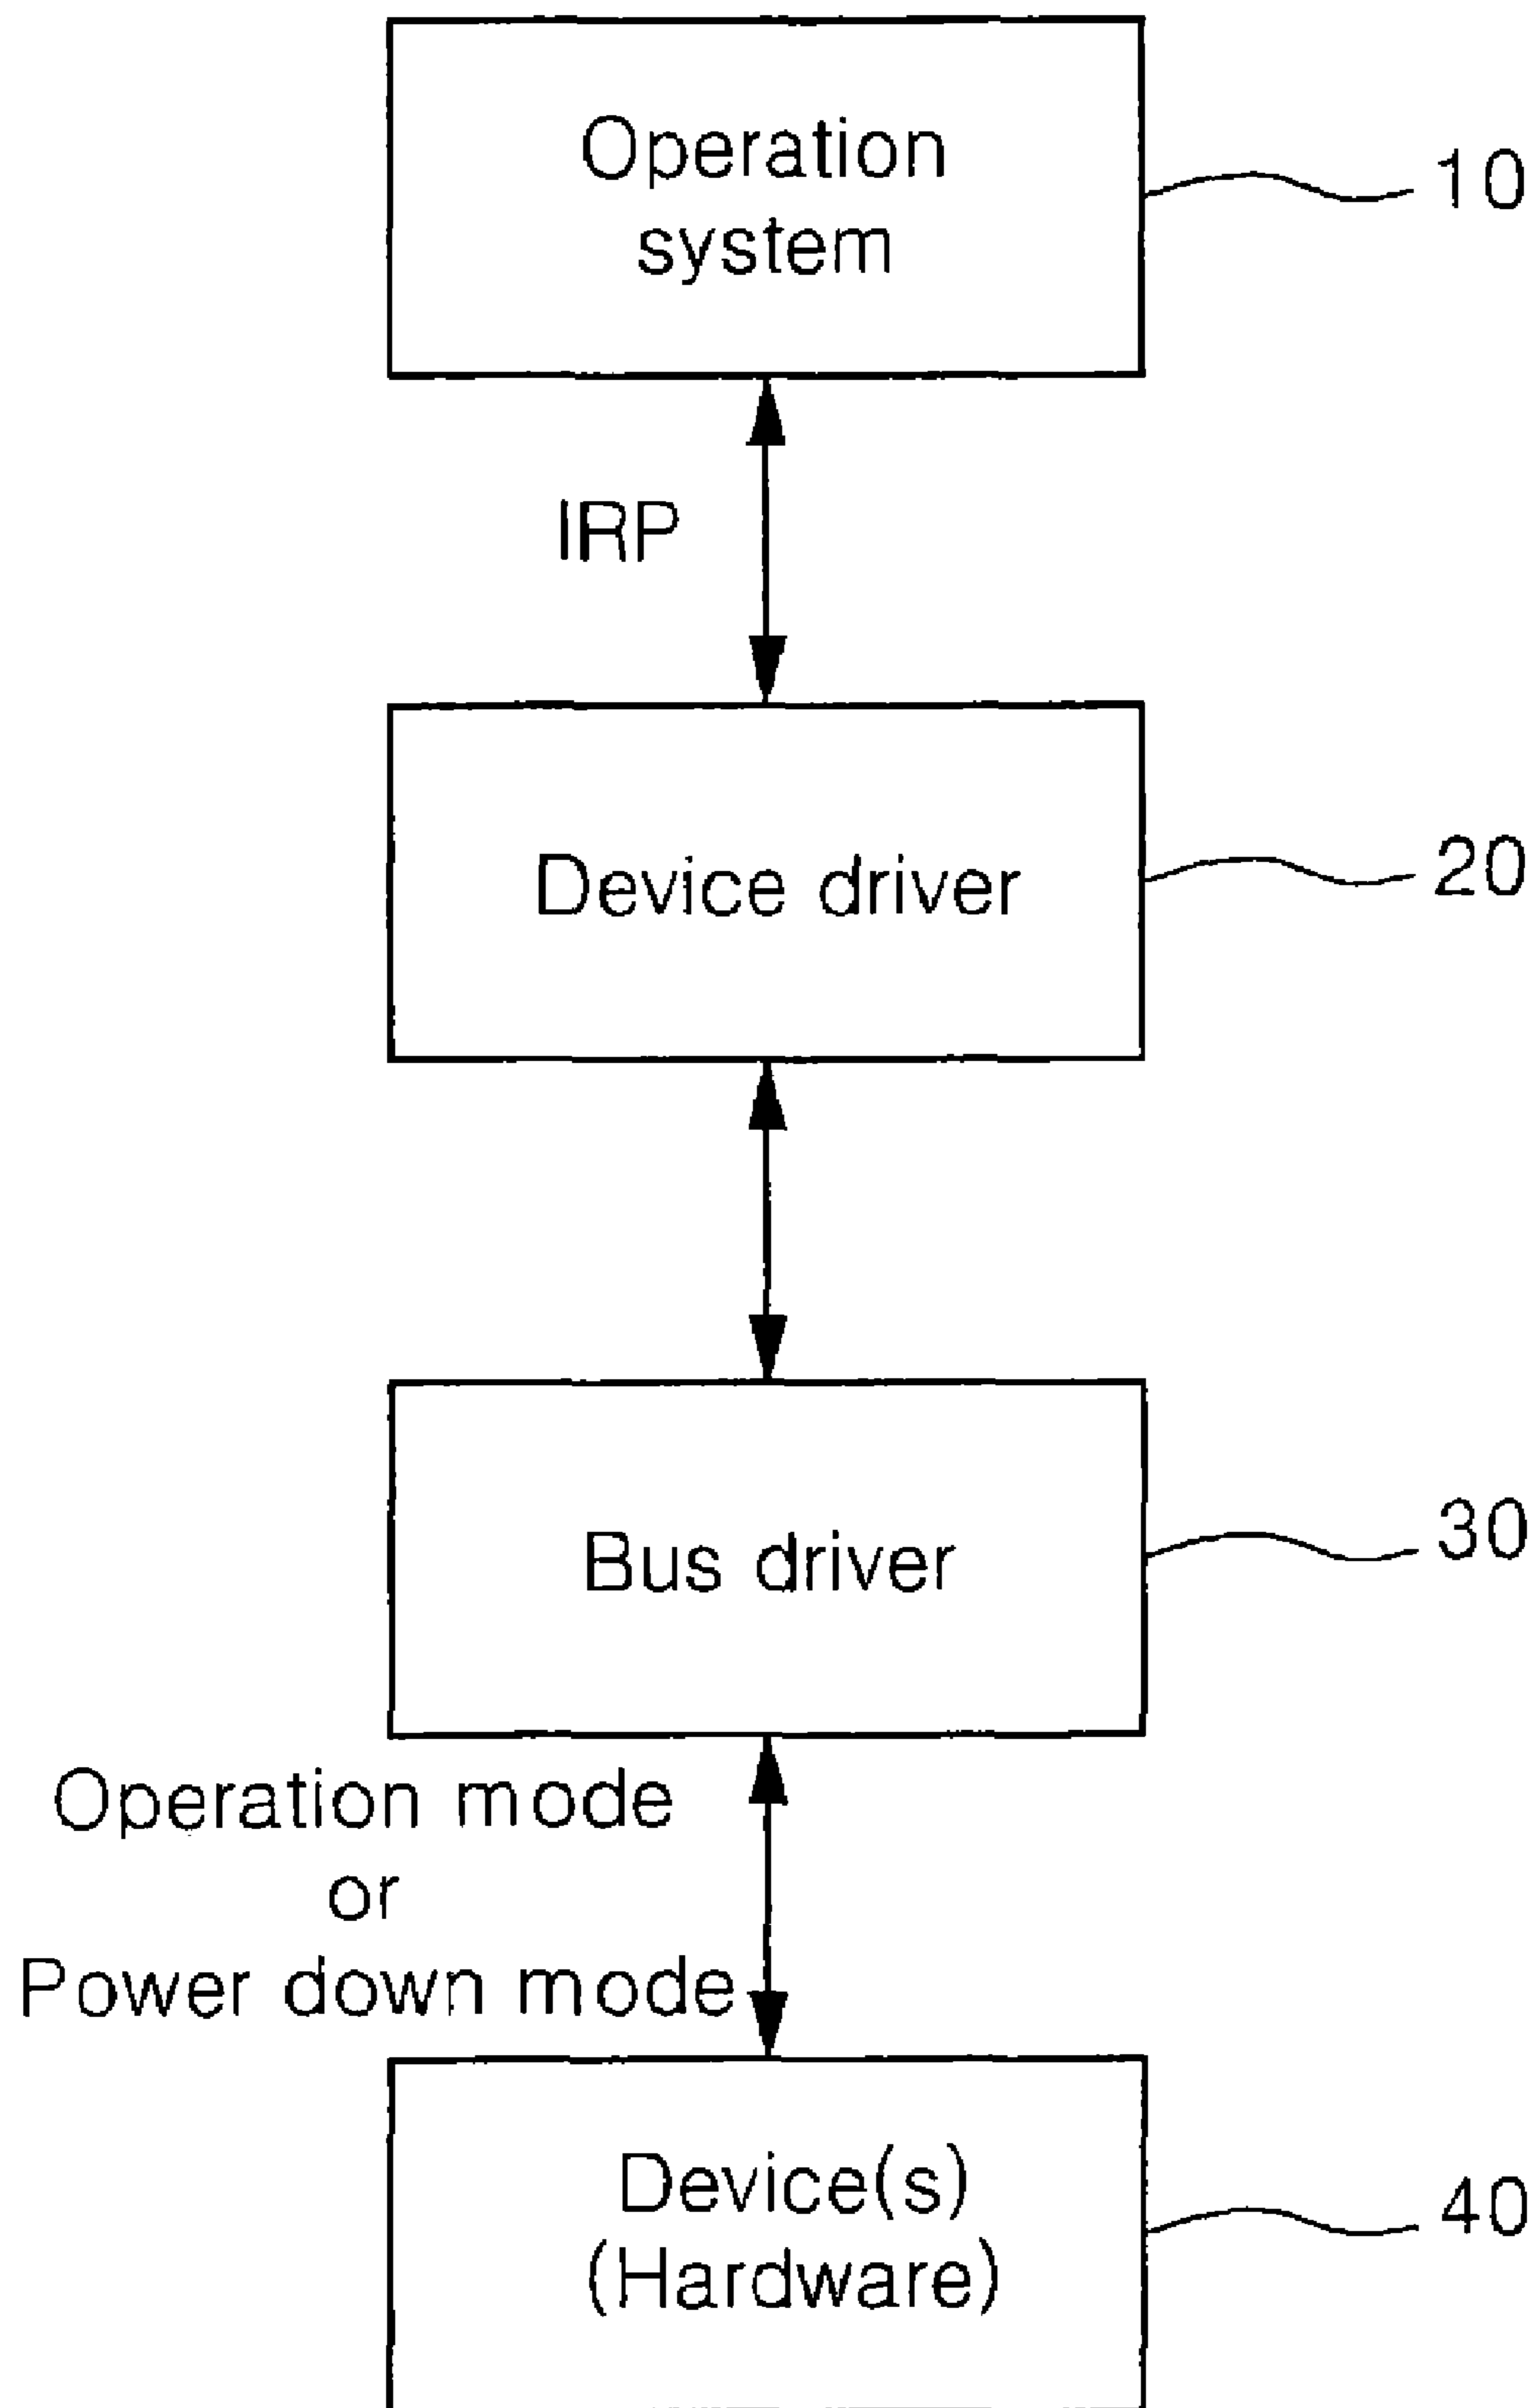 Operation
system
10
IRP
Device driver
20
Bus driver
30
Operation mode
or
Power down mode
Device(s)
(Hardware)
40